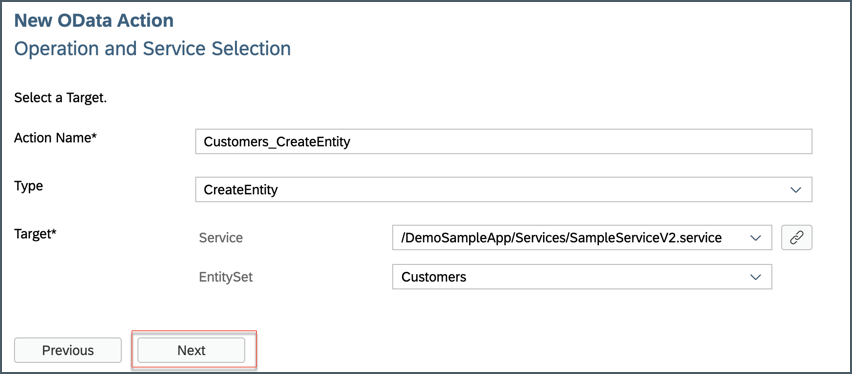 New OData Action
Operation and Service Selection
Select a Target.
Action Name* Customers_CreateEntity
Type CreateEntity
Target* Service /DemoSampleApp/Services/SampleServiceV2.service
EntitySet Customers
Previous Next